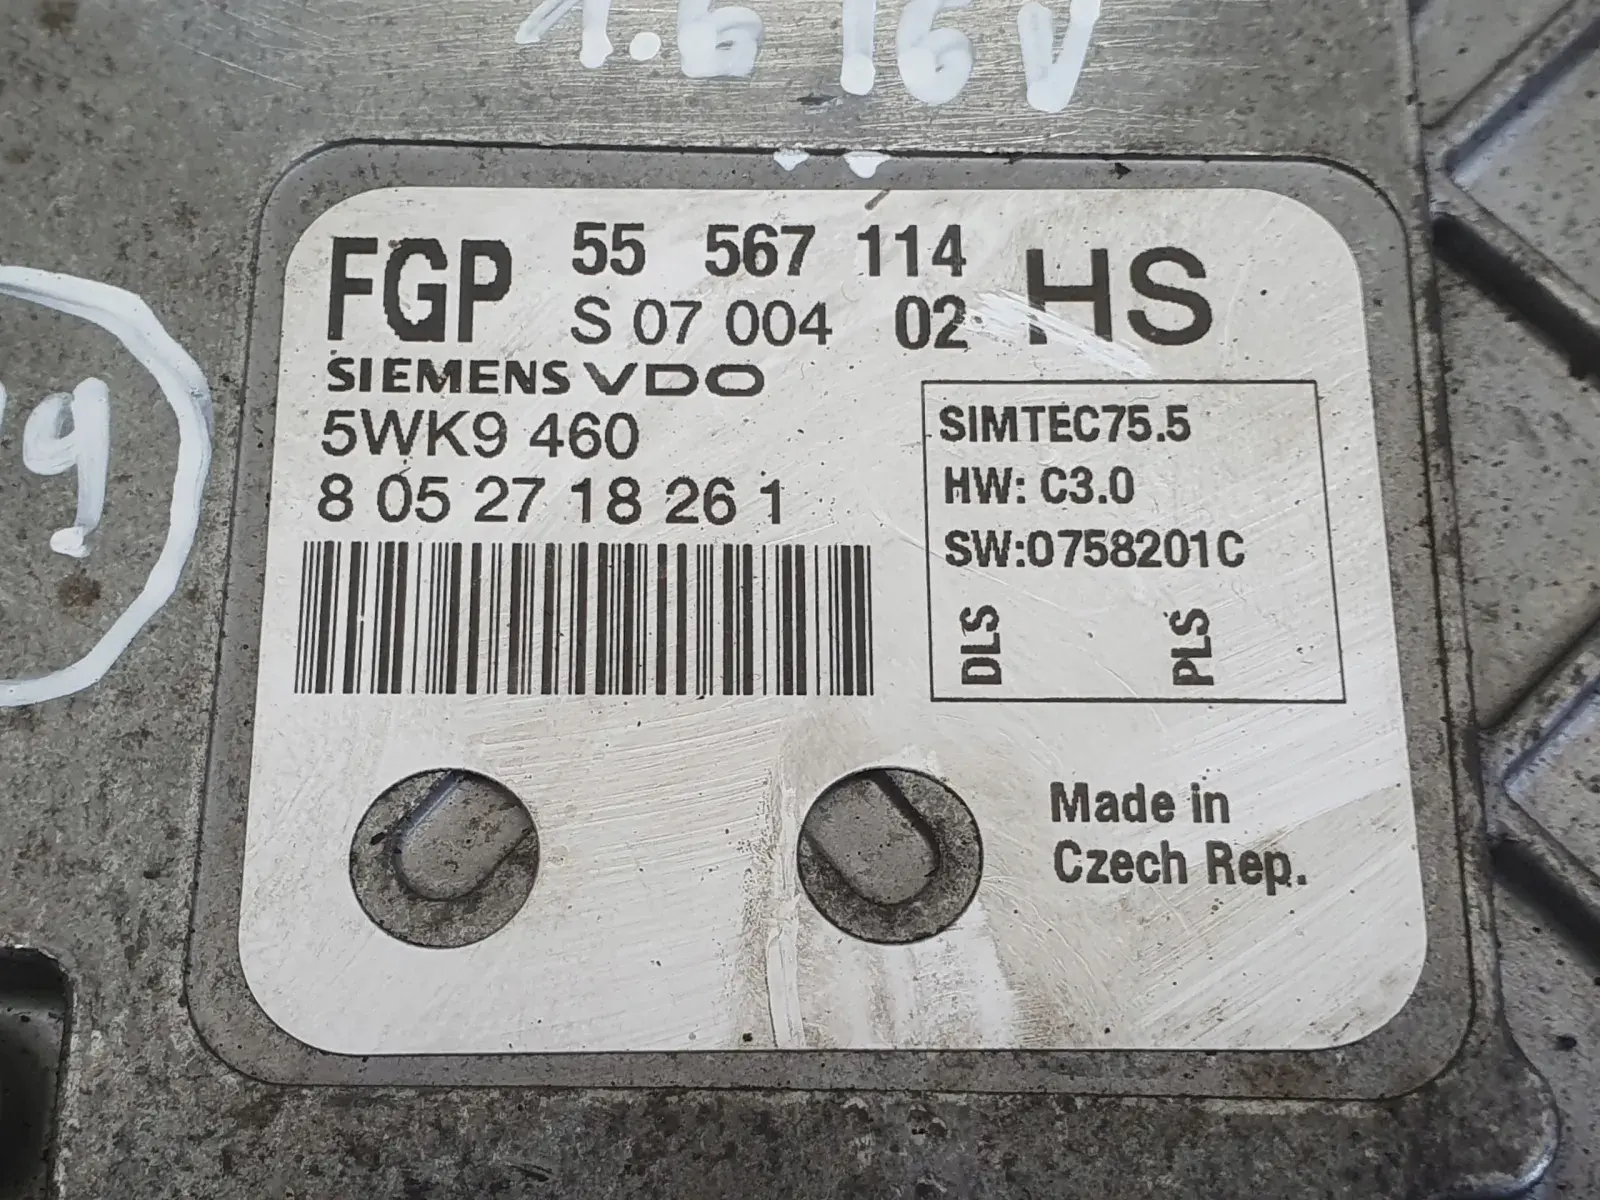 1.6 16V
FGP 55 567 114 HS
S 07 004 02
SIEMENS VDO
5WK9 460
8 05 27 18 26 1
SIMTEC75.5
HW: C3.0
SW:0758201C
DLS PLS
Made in
Czech Rep.